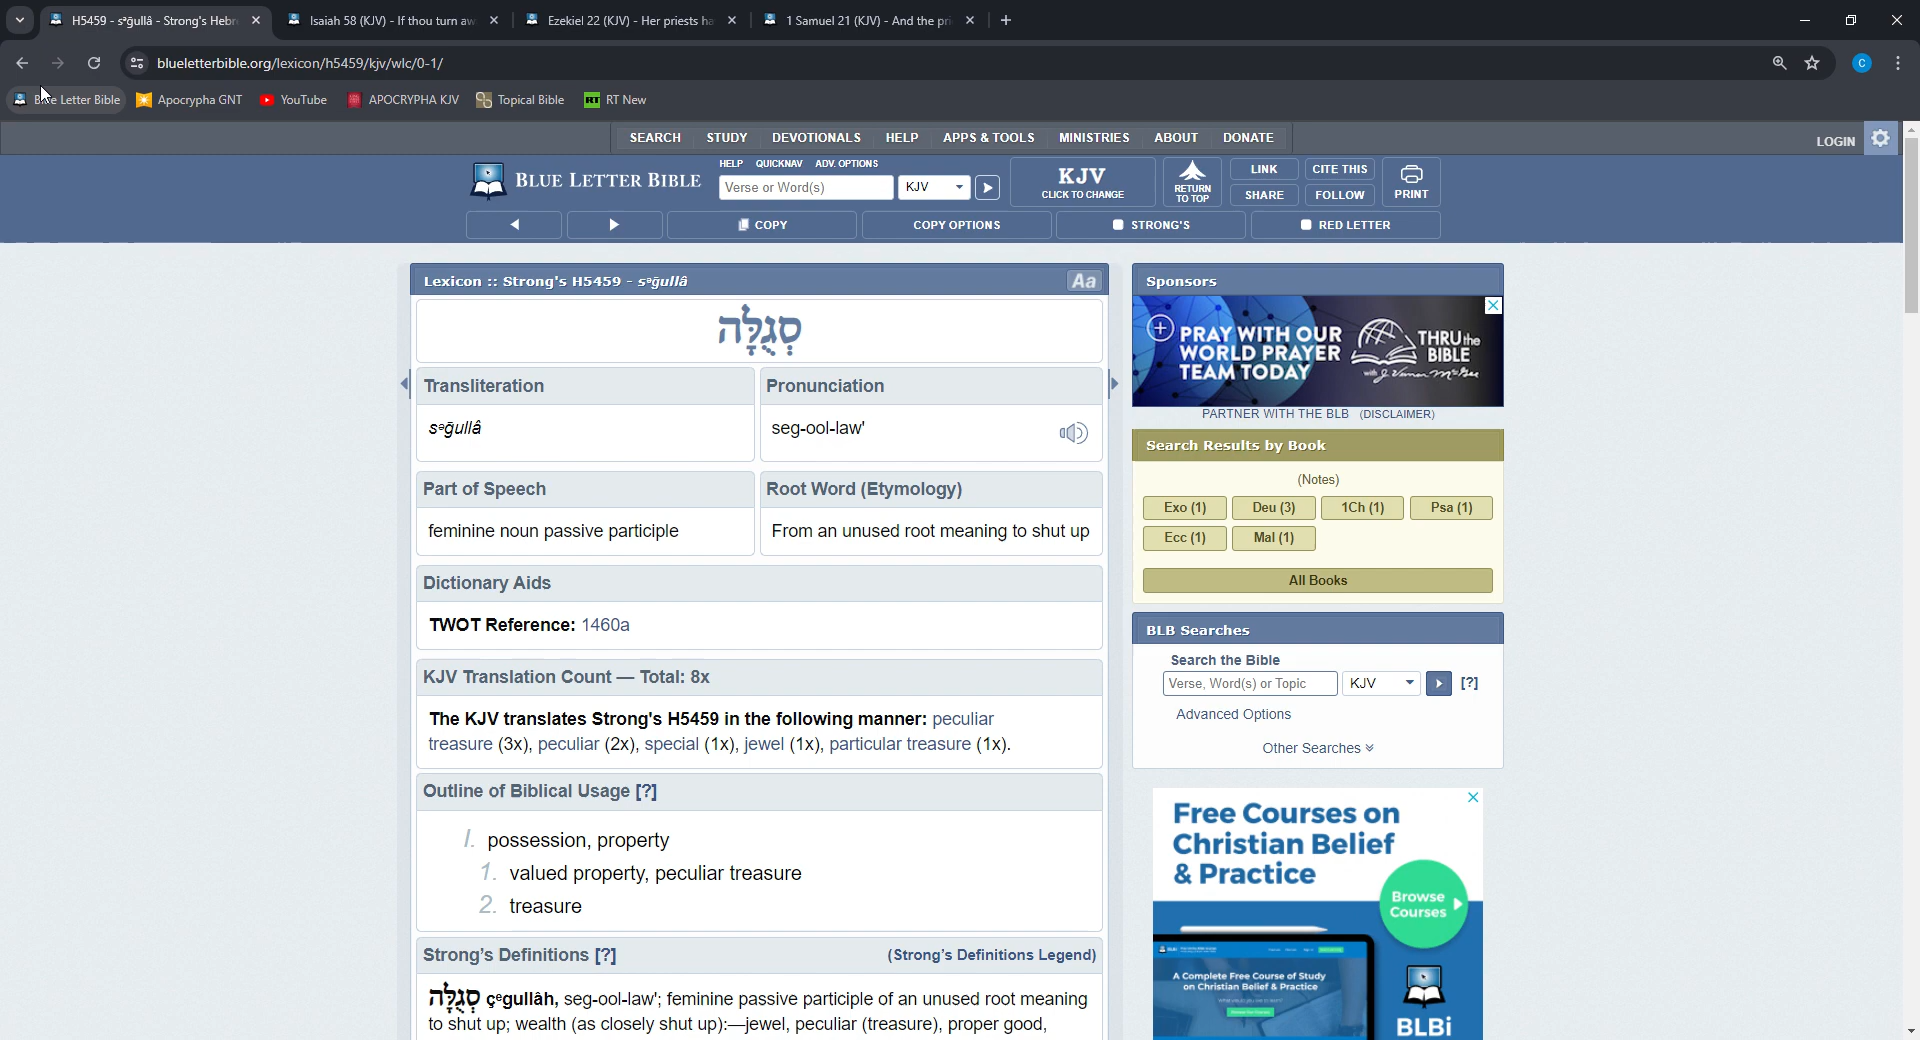 H5459 - sᵊḡullâ - Strong's Hebr
Isaiah 58 (KJV) - If thou turn aw
Ezekiel 22 (KJV) - Her priests ha
1 Samuel 21 (KJV) - And the pri
blueletterbible.org/lexicon/h5459/kjv/wlc/0-1/
C
Letter Bible
Apocrypha GNT
YouTube
APOCRYPHA KJV
Topical Bible
RT New
SEARCH STUDY DEVOTIONALS HELP APPS & TOOLS MINISTRIES ABOUT DONATE
LOGIN
HELP QUICKNAV ADV. OPTIONS
BLUE LETTER BIBLE
Verse or Word(s)
KJV
KJV
CLICK TO CHANGE
RETURN
TO TOP
LINK
CITE THIS
SHARE
FOLLOW
PRINT
COPY
COPY OPTIONS
STRONG'S
RED LETTER
Lexicon :: Strong's H5459 - sᵊḡullâ
Aa
סְגֻלָּה
Transliteration
sᵊḡullâ
Pronunciation
seg-ool-law'
Part of Speech
feminine noun passive participle
Root Word (Etymology)
From an unused root meaning to shut up
Dictionary Aids
TWOT Reference: 1460a
KJV Translation Count — Total: 8x
The KJV translates Strong's H5459 in the following manner: peculiar
treasure (3x), peculiar (2x), special (1x), jewel (1x), particular treasure (1x).
Outline of Biblical Usage [?]
I. possession, property
1. valued property, peculiar treasure
2. treasure
Strong's Definitions [?]
(Strong's Definitions Legend)
סְגֻלָּה çᵉgullâh, seg-ool-law'; feminine passive participle of an unused root meaning
to shut up; wealth (as closely shut up):—jewel, peculiar (treasure), proper good,
Sponsors
PRAY WITH OUR
WORLD PRAYER
TEAM TODAY
THRU the
BIBLE
with J. Vernon McGee
PARTNER WITH THE BLB (DISCLAIMER)
Search Results by Book
(Notes)
Exo (1) Deu (3) 1Ch (1) Psa (1)
Ecc (1) Mal (1)
All Books
BLB Searches
Search the Bible
Verse, Word(s) or Topic
KJV
[?]
Advanced Options
Other Searches
Free Courses on
Christian Belief
& Practice
Browse
Courses
A Complete Free Course of Study
on Christian Belief & Practice
BLBi